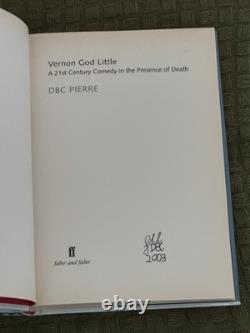 Vernon God Little
A 21st Century Comedy in the Presence of Death
DBC PIERRE
ff
faber and faber
DBC
2003